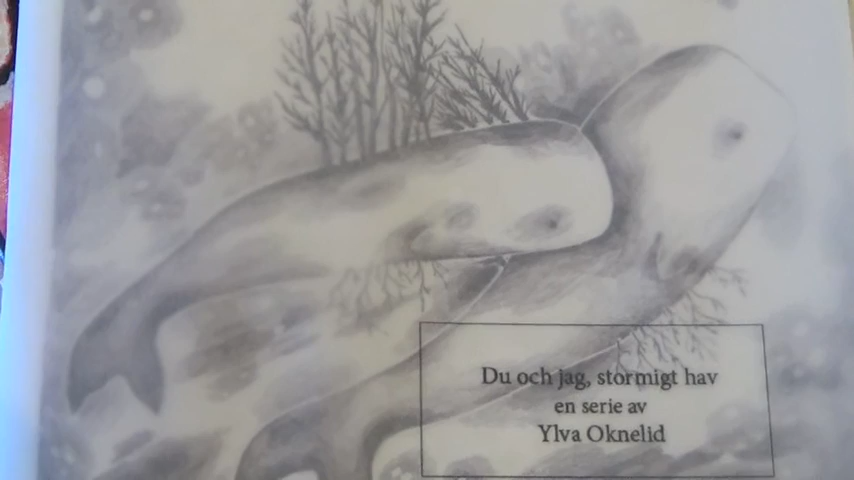 Du och jag, stormigt hav
en serie av
Ylva Oknelid